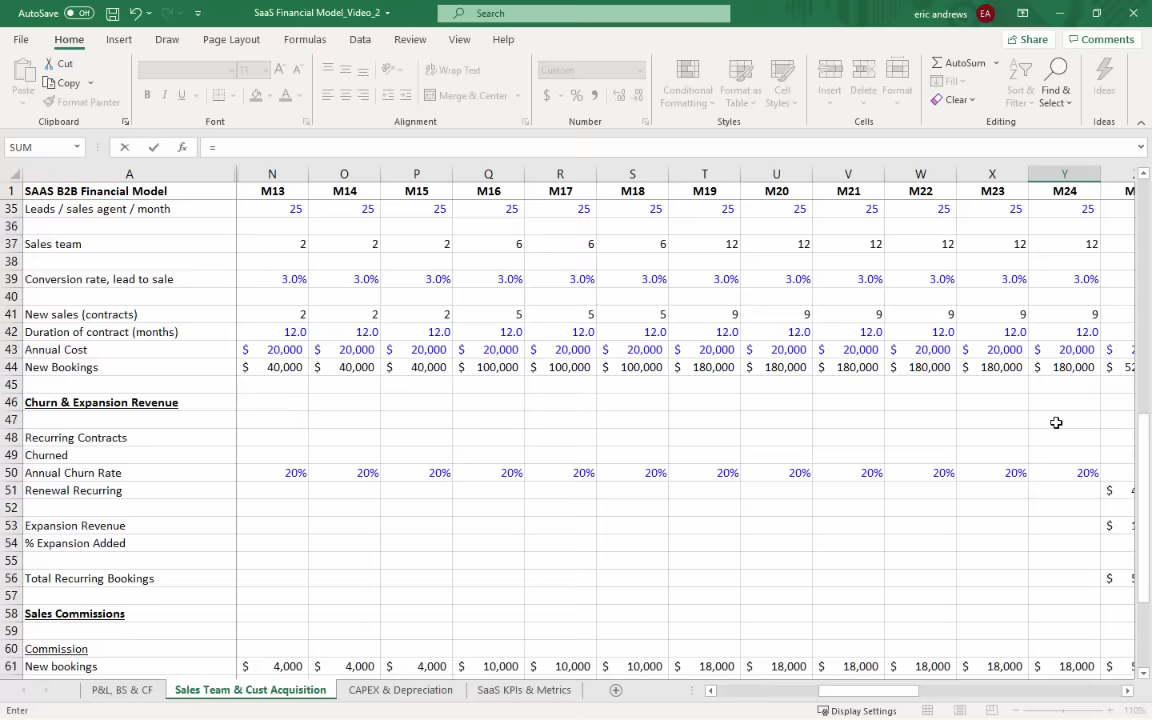 AutoSave Off SaaS Financial Model_Video_2 Search eric andrews EA
File Home Insert Draw Page Layout Formulas Data Review View Help Share Comments
Paste Cut Copy Format Painter
11 Wrap Text Merge & Center Custom
B I U $ %
Conditional Formatting Format as Table Cell Styles Insert Delete Format
AutoSum Fill Clear Sort & Filter Find & Select Ideas
Clipboard Font Alignment Number Styles Cells Editing Ideas
SUM fx =
A N O P Q R S T U V W X Y
1 SAAS B2B Financial Model M13 M14 M15 M16 M17 M18 M19 M20 M21 M22 M23 M24
35 Leads / sales agent / month 25 25 25 25 25 25 25 25 25 25 25 25
36
37 Sales team 2 2 2 6 6 6 12 12 12 12 12 12
38
39 Conversion rate, lead to sale 3.0% 3.0% 3.0% 3.0% 3.0% 3.0% 3.0% 3.0% 3.0% 3.0% 3.0% 3.0%
40
41 New sales (contracts) 2 2 2 5 5 5 9 9 9 9 9 9
42 Duration of contract (months) 12.0 12.0 12.0 12.0 12.0 12.0 12.0 12.0 12.0 12.0 12.0 12.0
43 Annual Cost $ 20,000 $ 20,000 $ 20,000 $ 20,000 $ 20,000 $ 20,000 $ 20,000 $ 20,000 $ 20,000 $ 20,000 $ 20,000 $ 20,000 $
44 New Bookings $ 40,000 $ 40,000 $ 40,000 $ 100,000 $ 100,000 $ 100,000 $ 180,000 $ 180,000 $ 180,000 $ 180,000 $ 180,000 $ 180,000 $
45
46 Churn & Expansion Revenue
47
48 Recurring Contracts
49 Churned
50 Annual Churn Rate 20% 20% 20% 20% 20% 20% 20% 20% 20% 20% 20% 20%
51 Renewal Recurring $
52
53 Expansion Revenue $
54 % Expansion Added
55
56 Total Recurring Bookings $
57
58 Sales Commissions
59
60 Commission
61 New bookings $ 4,000 $ 4,000 $ 4,000 $ 10,000 $ 10,000 $ 10,000 $ 18,000 $ 18,000 $ 18,000 $ 18,000 $ 18,000 $ 18,000 $
P&L, BS & CF Sales Team & Cust Acquisition CAPEX & Depreciation SaaS KPIs & Metrics
Enter Display Settings 110%